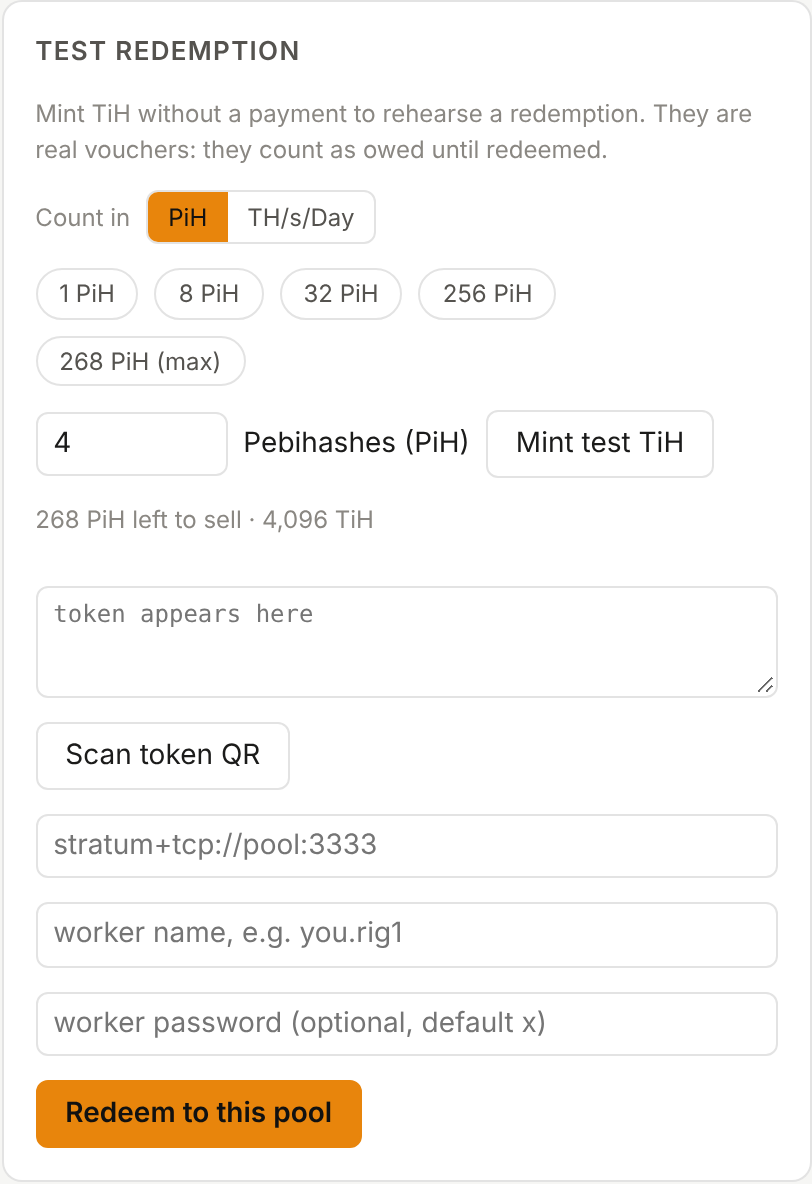 TEST REDEMPTION
Mint TiH without a payment to rehearse a redemption. They are
real vouchers: they count as owed until redeemed.
Count in PiH TH/s/Day
1 PiH 8 PiH 32 PiH 256 PiH
268 PiH (max)
4 Pebihashes (PiH) Mint test TiH
268 PiH left to sell · 4,096 TiH
token appears here
Scan token QR
stratum+tcp://pool:3333
worker name, e.g. you.rig1
worker password (optional, default x)
Redeem to this pool